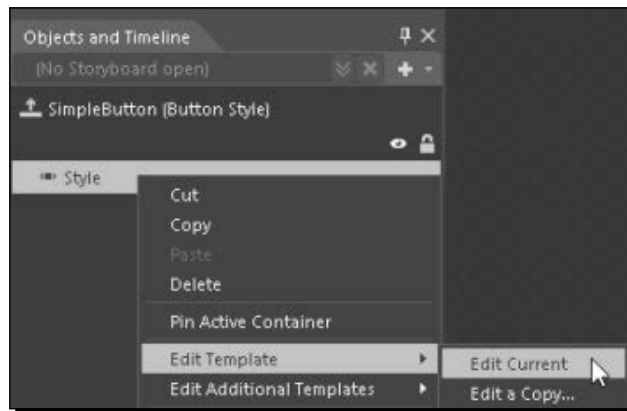 Objects and Timeline
(No Storyboard open)
SimpleButton (Button Style)
Style
Cut
Copy
Paste
Delete
Pin Active Container
Edit Template
Edit Current
Edit Additional Templates
Edit a Copy...